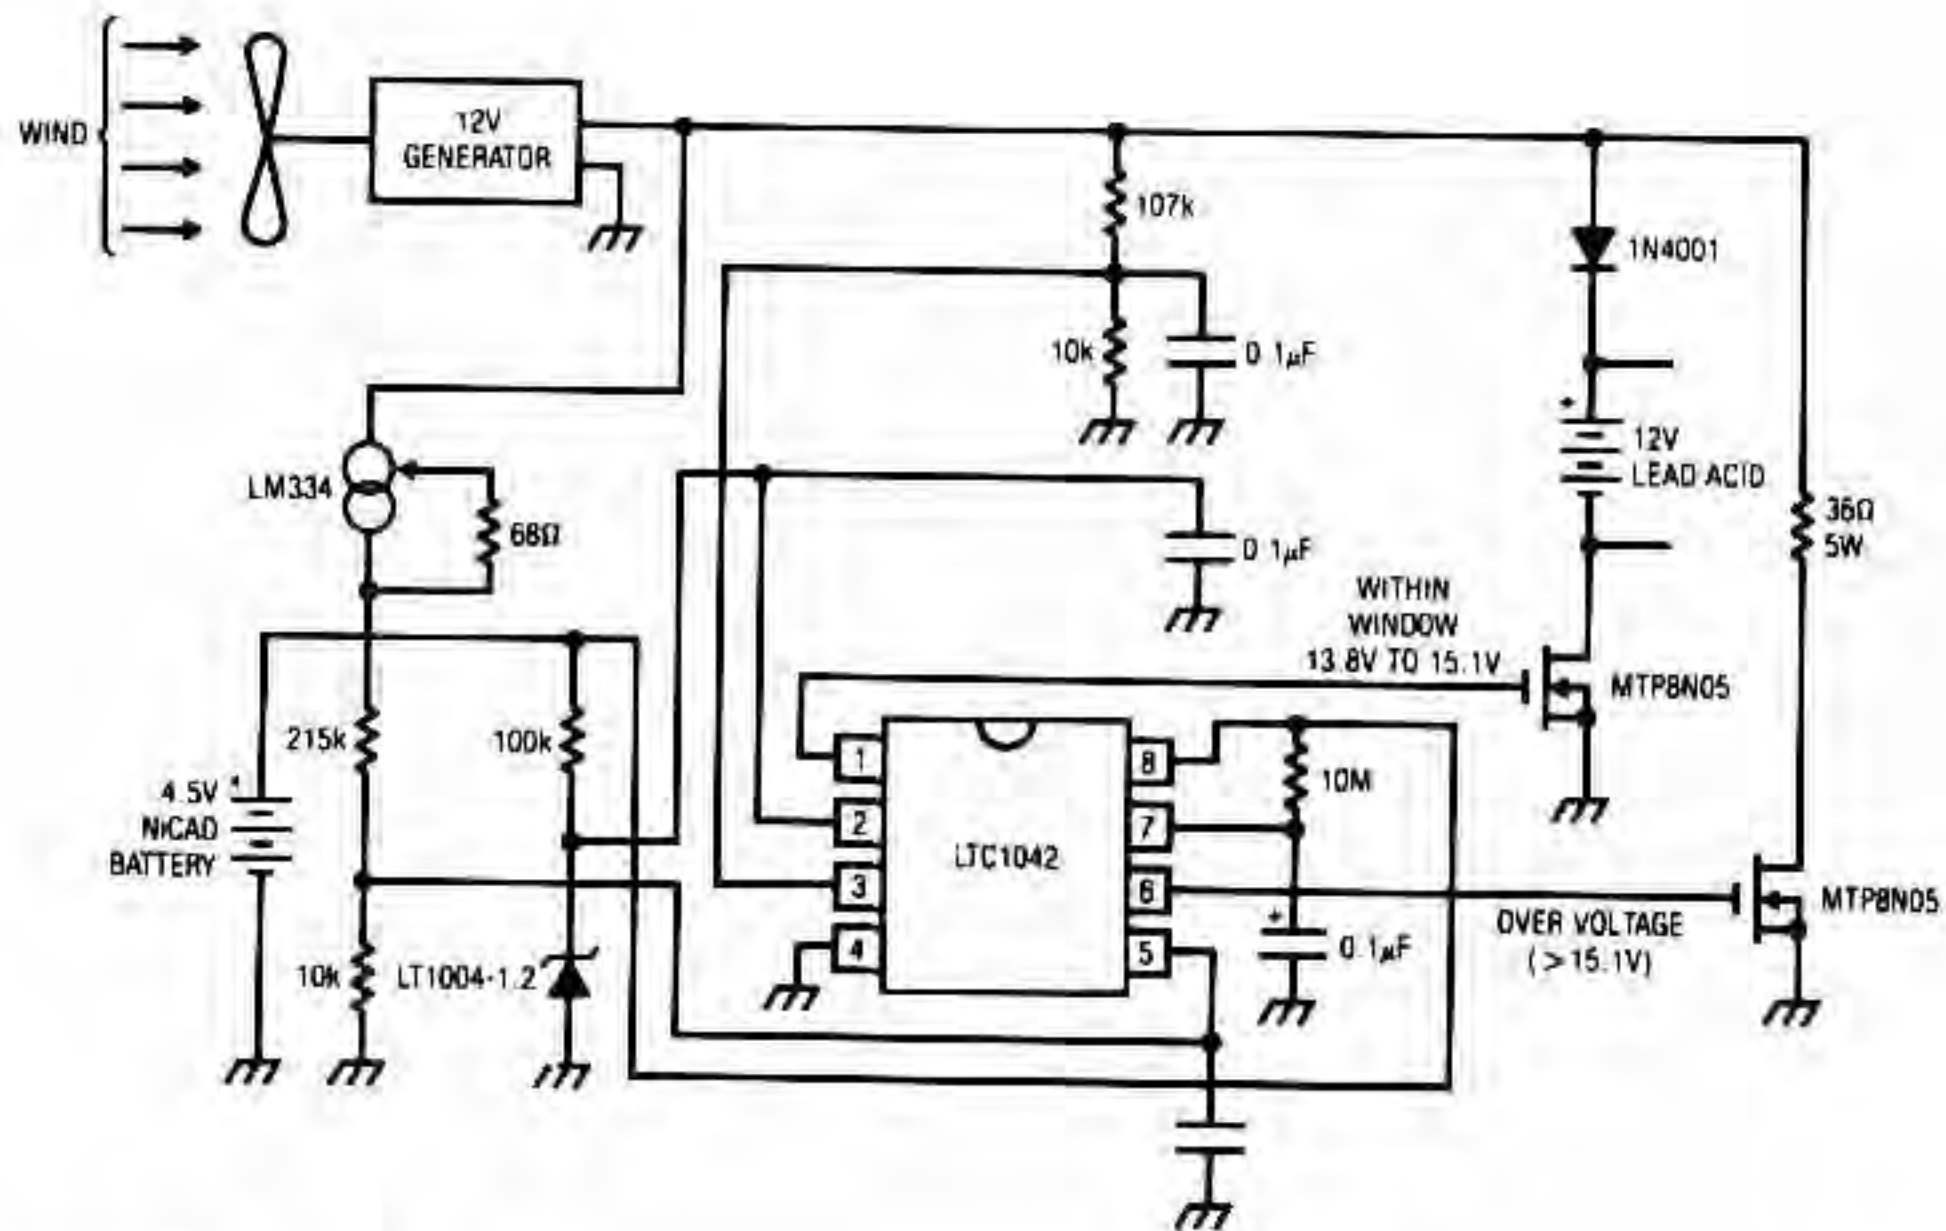 WIND
12V
GENERATOR
107k
1N4001
10k
0.1µF
+
12V
LEAD ACID
LM334
68Ω
36Ω
5W
0.1µF
WITHIN
WINDOW
13.8V TO 15.1V
MTP8N05
215k
100k
1
8
10M
+
4.5V
NICAD
BATTERY
2
7
LTC1042
3
6
MTP8N05
OVER VOLTAGE
(>15.1V)
+
0.1µF
4
5
10k
LT1004-1.2